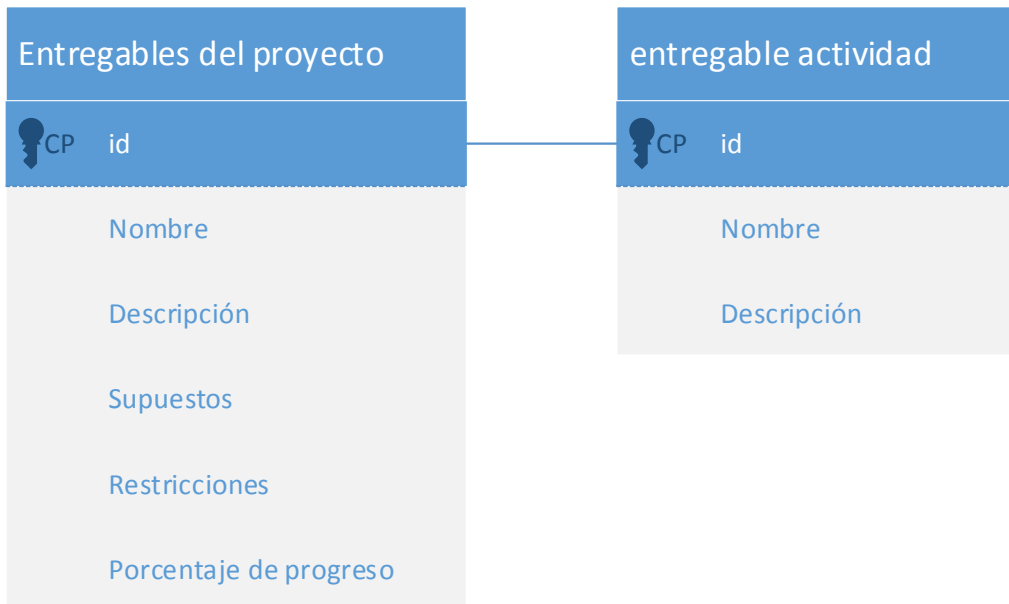 Entregables del proyecto
CP id
Nombre
Descripción
Supuestos
Restricciones
Porcentaje de progreso
entregable actividad
CP id
Nombre
Descripción